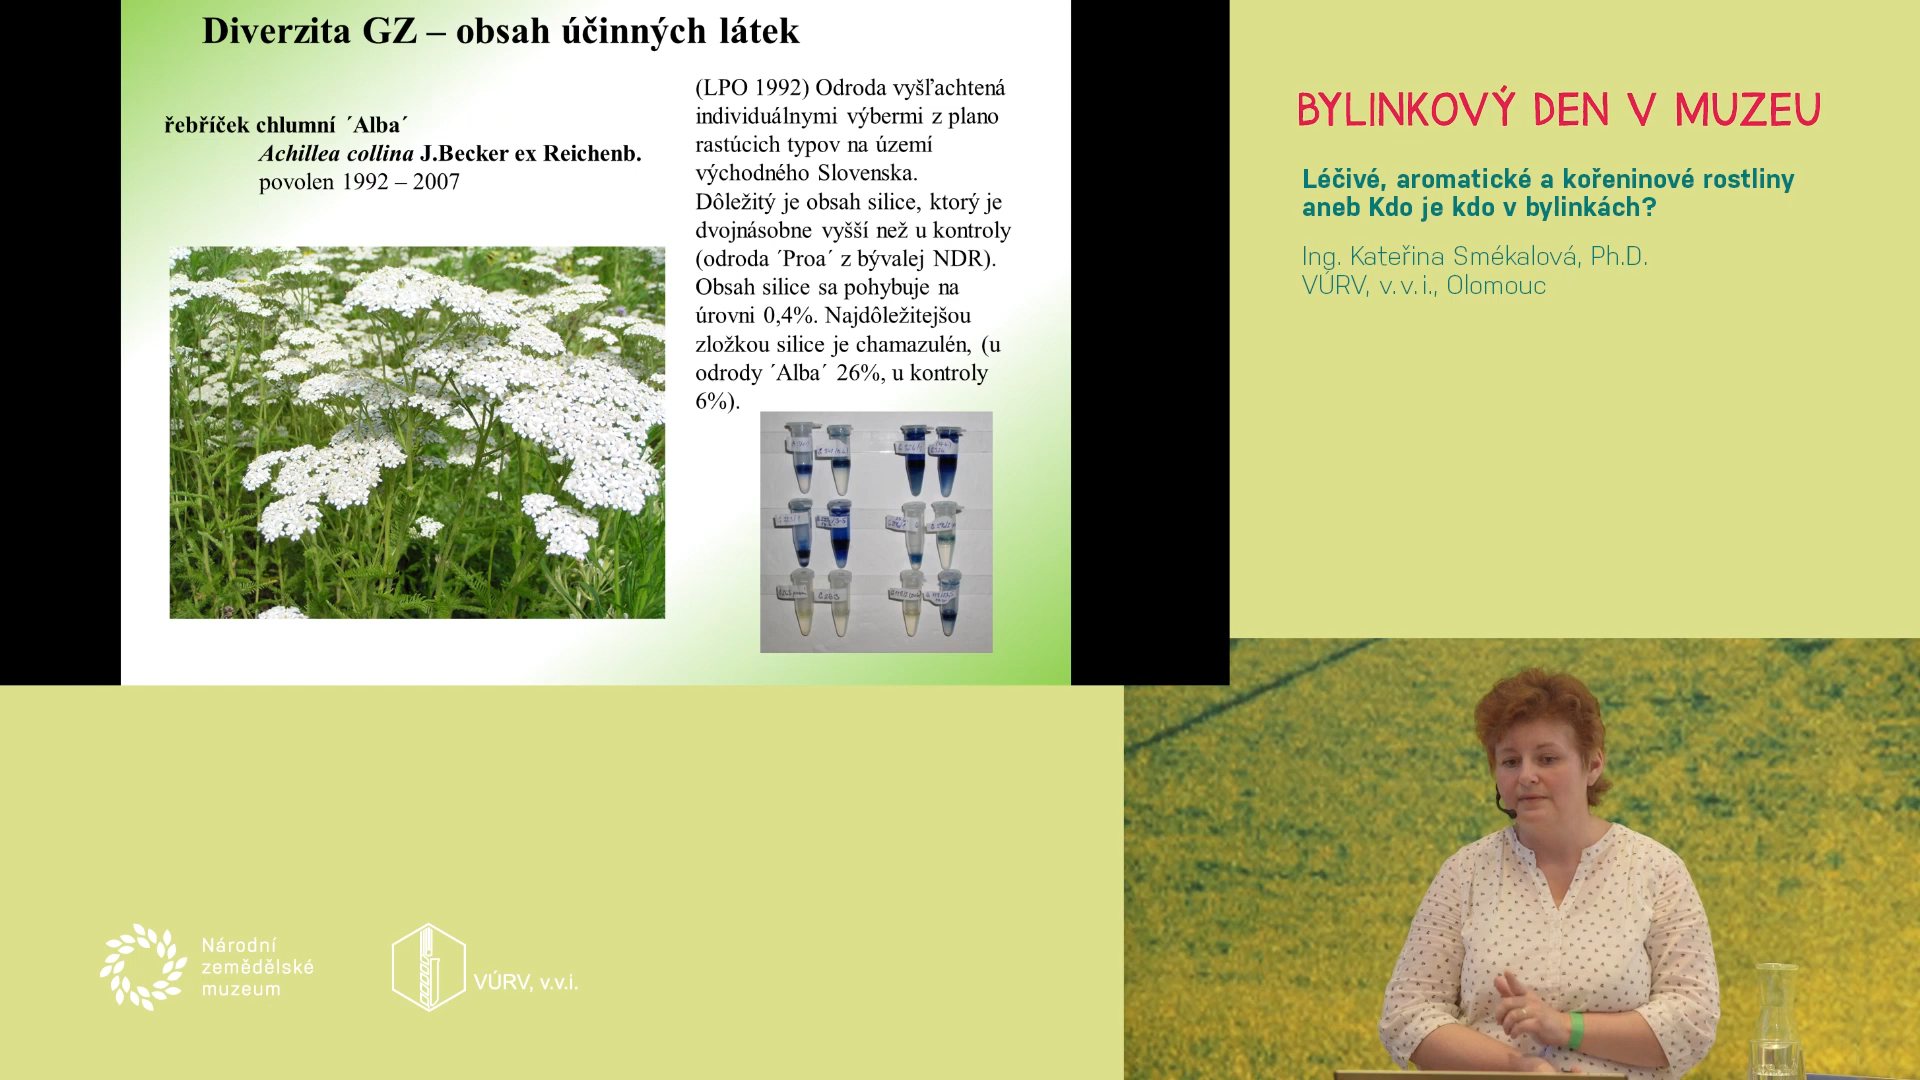 Diverzita GZ – obsah účinných látek
řebříček chlumní ´Alba´
Achillea collina J.Becker ex Reichenb.
povolen 1992 – 2007
(LPO 1992) Odroda vyšľachtená
individuálnymi výbermi z plano
rastúcich typov na území
východného Slovenska.
Dôležitý je obsah silice, ktorý je
dvojnásobne vyšší než u kontroly
(odroda ´Proa´ z bývalej NDR).
Obsah silice sa pohybuje na
úrovni 0,4%. Najdôležitejšou
zložkou silice je chamazulén, (u
odrody ´Alba´ 26%, u kontroly
6%).
BYLINKOVÝ DEN V MUZEU
Léčivé, aromatické a kořeninové rostliny
aneb Kdo je kdo v bylinkách?
Ing. Kateřina Smékalová, Ph.D.
VÚRV, v.v.i., Olomouc
Národní
zemědělské
muzeum
VÚRV, v.v.i.